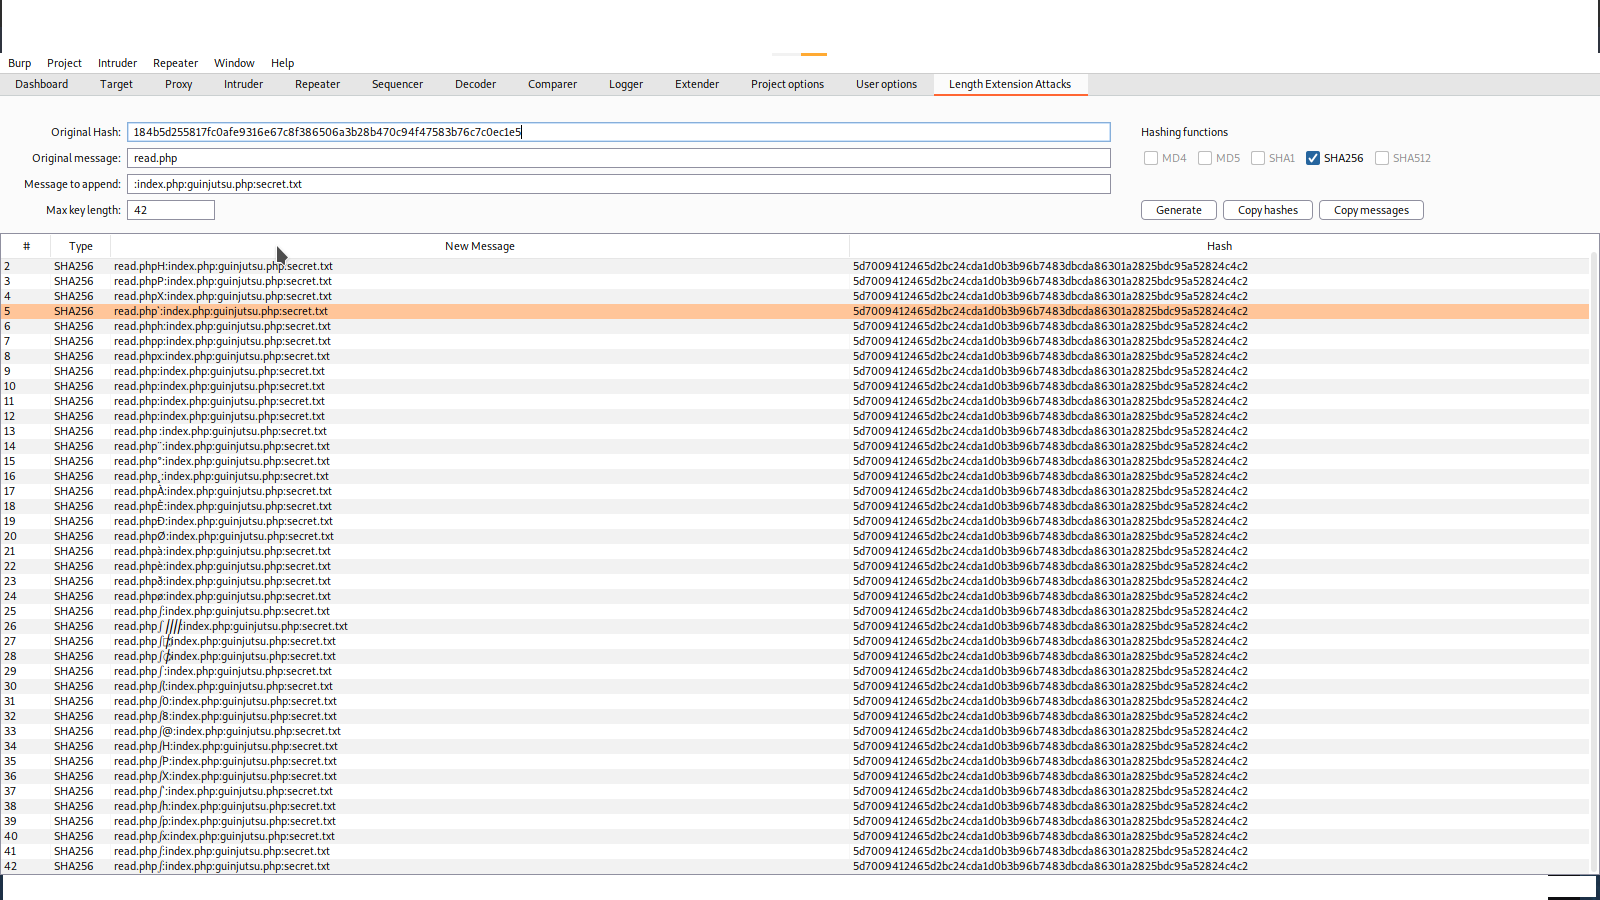 Burp Project Intruder Repeater Window Help
Dashboard Target Proxy Intruder Repeater Sequencer Decoder Comparer Logger Extender Project options User options Length Extension Attacks
Original Hash: 184b5d255817fc0afe9316e67c8f386506a3b28b470c94f47583b76c7c0ec1e5 Hashing functions
Original message: read.php MD4 MD5 SHA1 SHA256 SHA512
Message to append: :index.php:guinjutsu.php:secret.txt
Max key length: 42 Generate Copy hashes Copy messages
# Type New Message Hash
2 SHA256 read.phpH:index.php:guinjutsu.php:secret.txt 5d7009412465d2bc24cda1d0b3b96b7483dbcda86301a2825bdc95a52824c4c2
3 SHA256 read.phpP:index.php:guinjutsu.php:secret.txt 5d7009412465d2bc24cda1d0b3b96b7483dbcda86301a2825bdc95a52824c4c2
4 SHA256 read.phpX:index.php:guinjutsu.php:secret.txt 5d7009412465d2bc24cda1d0b3b96b7483dbcda86301a2825bdc95a52824c4c2
5 SHA256 read.php`:index.php:guinjutsu.php:secret.txt 5d7009412465d2bc24cda1d0b3b96b7483dbcda86301a2825bdc95a52824c4c2
6 SHA256 read.phph:index.php:guinjutsu.php:secret.txt 5d7009412465d2bc24cda1d0b3b96b7483dbcda86301a2825bdc95a52824c4c2
7 SHA256 read.phpp:index.php:guinjutsu.php:secret.txt 5d7009412465d2bc24cda1d0b3b96b7483dbcda86301a2825bdc95a52824c4c2
8 SHA256 read.phpx:index.php:guinjutsu.php:secret.txt 5d7009412465d2bc24cda1d0b3b96b7483dbcda86301a2825bdc95a52824c4c2
9 SHA256 read.php:index.php:guinjutsu.php:secret.txt 5d7009412465d2bc24cda1d0b3b96b7483dbcda86301a2825bdc95a52824c4c2
10 SHA256 read.php:index.php:guinjutsu.php:secret.txt 5d7009412465d2bc24cda1d0b3b96b7483dbcda86301a2825bdc95a52824c4c2
11 SHA256 read.php:index.php:guinjutsu.php:secret.txt 5d7009412465d2bc24cda1d0b3b96b7483dbcda86301a2825bdc95a52824c4c2
12 SHA256 read.php:index.php:guinjutsu.php:secret.txt 5d7009412465d2bc24cda1d0b3b96b7483dbcda86301a2825bdc95a52824c4c2
13 SHA256 read.php :index.php:guinjutsu.php:secret.txt 5d7009412465d2bc24cda1d0b3b96b7483dbcda86301a2825bdc95a52824c4c2
14 SHA256 read.php¨:index.php:guinjutsu.php:secret.txt 5d7009412465d2bc24cda1d0b3b96b7483dbcda86301a2825bdc95a52824c4c2
15 SHA256 read.php°:index.php:guinjutsu.php:secret.txt 5d7009412465d2bc24cda1d0b3b96b7483dbcda86301a2825bdc95a52824c4c2
16 SHA256 read.php¸:index.php:guinjutsu.php:secret.txt 5d7009412465d2bc24cda1d0b3b96b7483dbcda86301a2825bdc95a52824c4c2
17 SHA256 read.phpÀ:index.php:guinjutsu.php:secret.txt 5d7009412465d2bc24cda1d0b3b96b7483dbcda86301a2825bdc95a52824c4c2
18 SHA256 read.phpÈ:index.php:guinjutsu.php:secret.txt 5d7009412465d2bc24cda1d0b3b96b7483dbcda86301a2825bdc95a52824c4c2
19 SHA256 read.phpÐ:index.php:guinjutsu.php:secret.txt 5d7009412465d2bc24cda1d0b3b96b7483dbcda86301a2825bdc95a52824c4c2
20 SHA256 read.phpØ:index.php:guinjutsu.php:secret.txt 5d7009412465d2bc24cda1d0b3b96b7483dbcda86301a2825bdc95a52824c4c2
21 SHA256 read.phpà:index.php:guinjutsu.php:secret.txt 5d7009412465d2bc24cda1d0b3b96b7483dbcda86301a2825bdc95a52824c4c2
22 SHA256 read.phpè:index.php:guinjutsu.php:secret.txt 5d7009412465d2bc24cda1d0b3b96b7483dbcda86301a2825bdc95a52824c4c2
23 SHA256 read.phpð:index.php:guinjutsu.php:secret.txt 5d7009412465d2bc24cda1d0b3b96b7483dbcda86301a2825bdc95a52824c4c2
24 SHA256 read.phpø:index.php:guinjutsu.php:secret.txt 5d7009412465d2bc24cda1d0b3b96b7483dbcda86301a2825bdc95a52824c4c2
25 SHA256 read.php∫:index.php:guinjutsu.php:secret.txt 5d7009412465d2bc24cda1d0b3b96b7483dbcda86301a2825bdc95a52824c4c2
26 SHA256 read.php∫ ////:index.php:guinjutsu.php:secret.txt 5d7009412465d2bc24cda1d0b3b96b7483dbcda86301a2825bdc95a52824c4c2
27 SHA256 5d7009412465d2bc24cda1d0b3b96b7483dbcda86301a2825bdc95a52824c4c2
28 SHA256 5d7009412465d2bc24cda1d0b3b96b7483dbcda86301a2825bdc95a52824c4c2
29 SHA256 read.php∫ :index.php:guinjutsu.php:secret.txt 5d7009412465d2bc24cda1d0b3b96b7483dbcda86301a2825bdc95a52824c4c2
30 SHA256 read.php∫(:index.php:guinjutsu.php:secret.txt 5d7009412465d2bc24cda1d0b3b96b7483dbcda86301a2825bdc95a52824c4c2
31 SHA256 read.php∫0:index.php:guinjutsu.php:secret.txt 5d7009412465d2bc24cda1d0b3b96b7483dbcda86301a2825bdc95a52824c4c2
32 SHA256 read.php∫8:index.php:guinjutsu.php:secret.txt 5d7009412465d2bc24cda1d0b3b96b7483dbcda86301a2825bdc95a52824c4c2
33 SHA256 read.php∫@:index.php:guinjutsu.php:secret.txt 5d7009412465d2bc24cda1d0b3b96b7483dbcda86301a2825bdc95a52824c4c2
34 SHA256 read.php∫H:index.php:guinjutsu.php:secret.txt 5d7009412465d2bc24cda1d0b3b96b7483dbcda86301a2825bdc95a52824c4c2
35 SHA256 read.php∫P:index.php:guinjutsu.php:secret.txt 5d7009412465d2bc24cda1d0b3b96b7483dbcda86301a2825bdc95a52824c4c2
36 SHA256 read.php∫X:index.php:guinjutsu.php:secret.txt 5d7009412465d2bc24cda1d0b3b96b7483dbcda86301a2825bdc95a52824c4c2
37 SHA256 read.php∫`:index.php:guinjutsu.php:secret.txt 5d7009412465d2bc24cda1d0b3b96b7483dbcda86301a2825bdc95a52824c4c2
38 SHA256 read.php∫h:index.php:guinjutsu.php:secret.txt 5d7009412465d2bc24cda1d0b3b96b7483dbcda86301a2825bdc95a52824c4c2
39 SHA256 read.php∫p:index.php:guinjutsu.php:secret.txt 5d7009412465d2bc24cda1d0b3b96b7483dbcda86301a2825bdc95a52824c4c2
40 SHA256 read.php∫x:index.php:guinjutsu.php:secret.txt 5d7009412465d2bc24cda1d0b3b96b7483dbcda86301a2825bdc95a52824c4c2
41 SHA256 read.php∫:index.php:guinjutsu.php:secret.txt 5d7009412465d2bc24cda1d0b3b96b7483dbcda86301a2825bdc95a52824c4c2
42 SHA256 read.php∫:index.php:guinjutsu.php:secret.txt 5d7009412465d2bc24cda1d0b3b96b7483dbcda86301a2825bdc95a52824c4c2